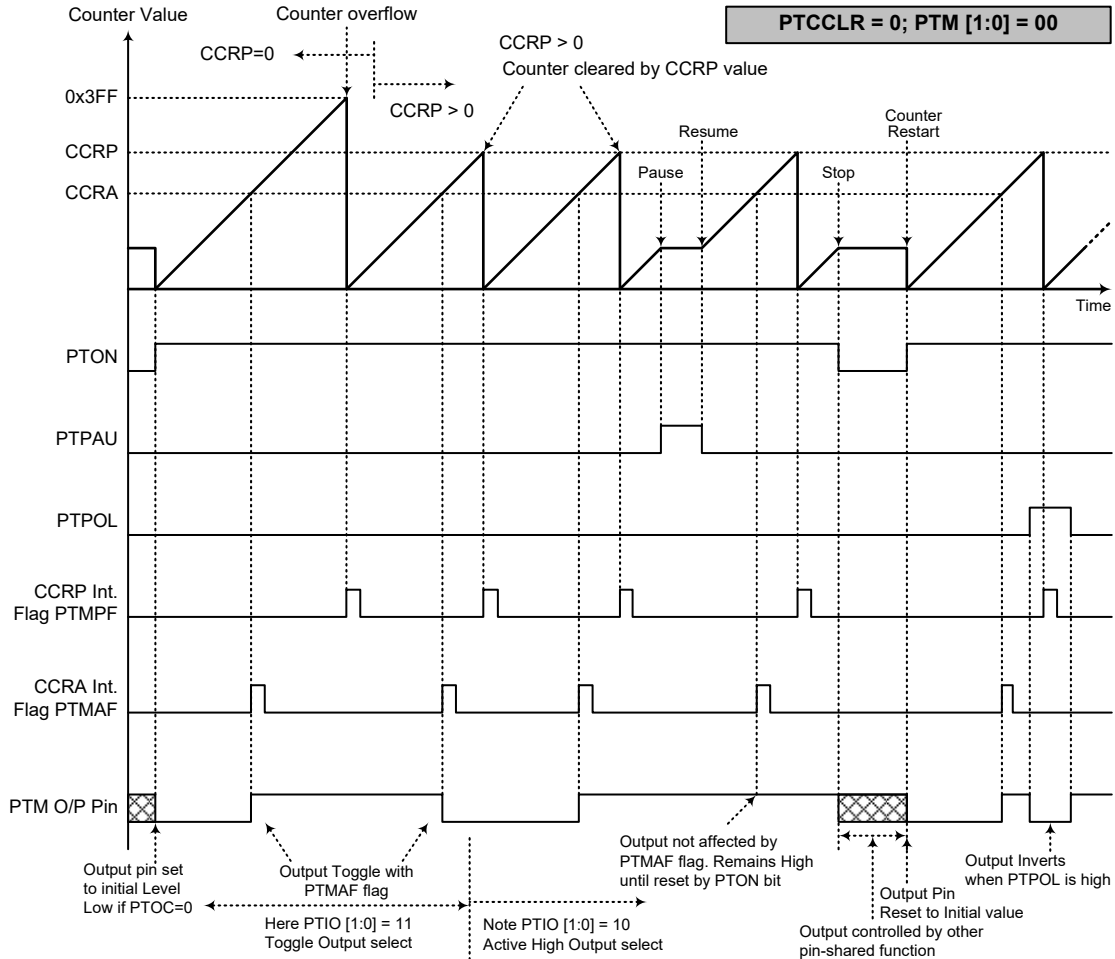 Counter Value
Counter overflow
PTCCLR = 0; PTM [1:0] = 00
CCRP=0
CCRP > 0
CCRP > 0
Counter cleared by CCRP value
0x3FF
CCRP
CCRA
Pause
Resume
Stop
Counter
Restart
Time
PTON
PTPAU
PTPOL
CCRP Int.
Flag PTMPF
CCRA Int.
Flag PTMAF
PTM O/P Pin
Output pin set
to initial Level
Low if PTOC=0
Output Toggle with
PTMAF flag
Here PTIO [1:0] = 11
Toggle Output select
Note PTIO [1:0] = 10
Active High Output select
Output not affected by
PTMAF flag. Remains High
until reset by PTON bit
Output Pin
Reset to Initial value
Output controlled by other
pin-shared function
Output Inverts
when PTPOL is high